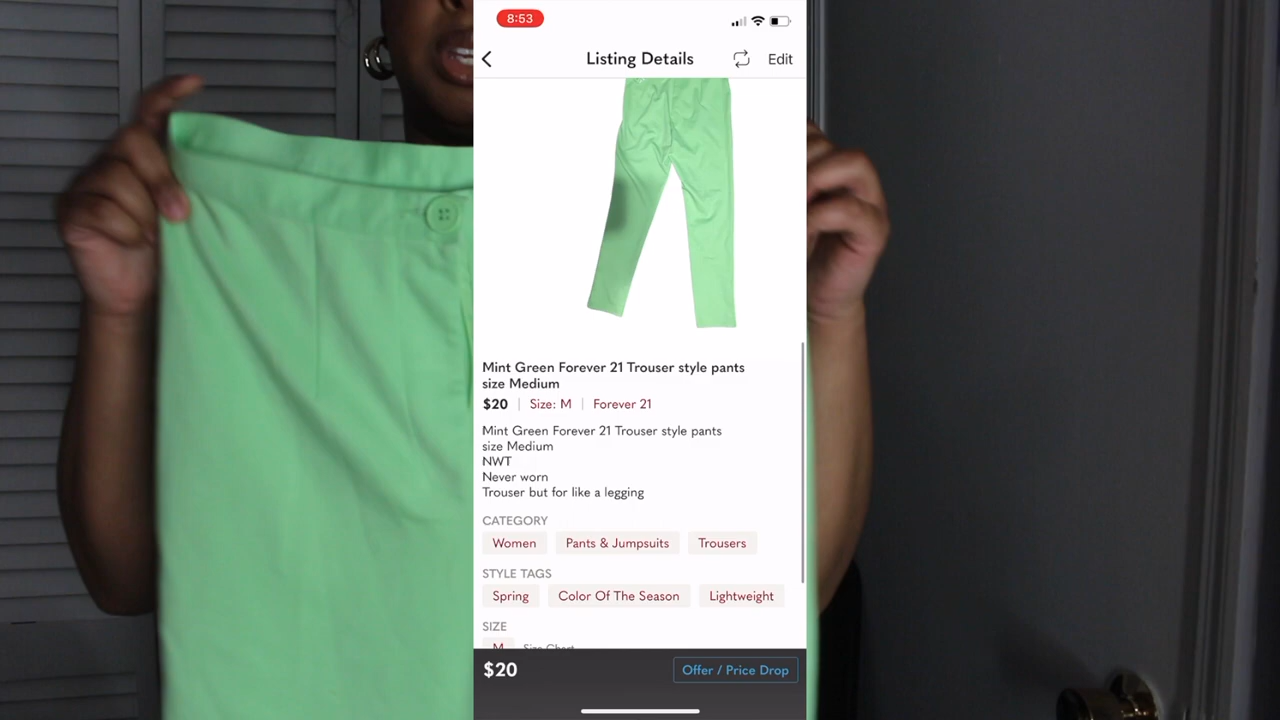 8:53
Listing Details
Edit
Mint Green Forever 21 Trouser style pants
size Medium
$20 | Size: M | Forever 21
Mint Green Forever 21 Trouser style pants
size Medium
NWT
Never worn
Trouser but for like a legging
CATEGORY
Women Pants & Jumpsuits Trousers
STYLE TAGS
Spring Color Of The Season Lightweight
SIZE
M Size Chart
$20 Offer / Price Drop